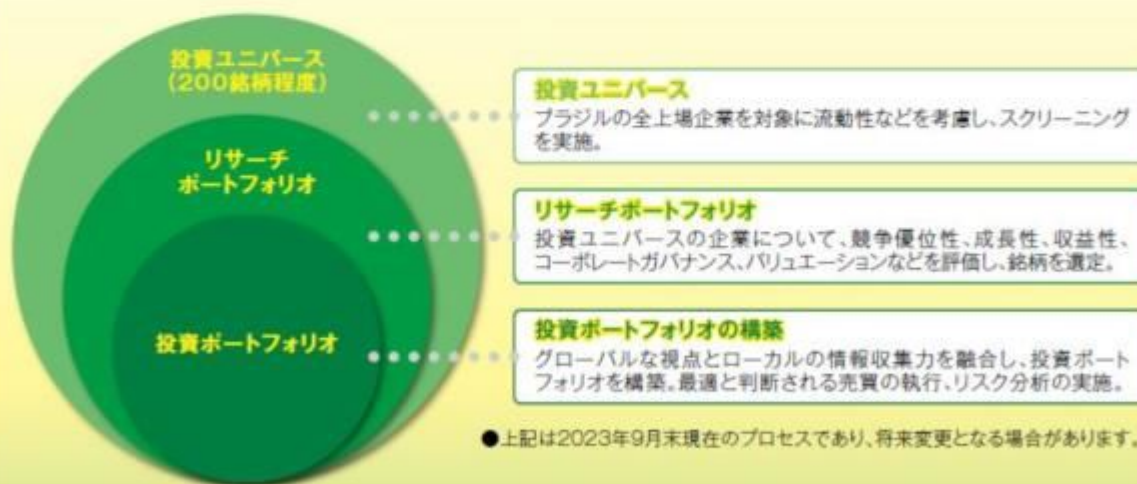 投資ユニバース
(200銘柄程度)
リサーチ
ポートフォリオ
投資ポートフォリオ
投資ユニバース
ブラジルの全上場企業を対象に流動性などを考慮し、スクリーニング
を実施。
リサーチポートフォリオ
投資ユニバースの企業について、競争優位性、成長性、収益性、
コーポレートガバナンス、バリュエーションなどを評価し、銘柄を選定。
投資ポートフォリオの構築
グローバルな視点とローカルの情報収集力を融合し、投資ポート
フォリオを構築。最適と判断される売買の執行、リスク分析の実施。
●上記は2023年9月末現在のプロセスであり、将来変更となる場合があります。